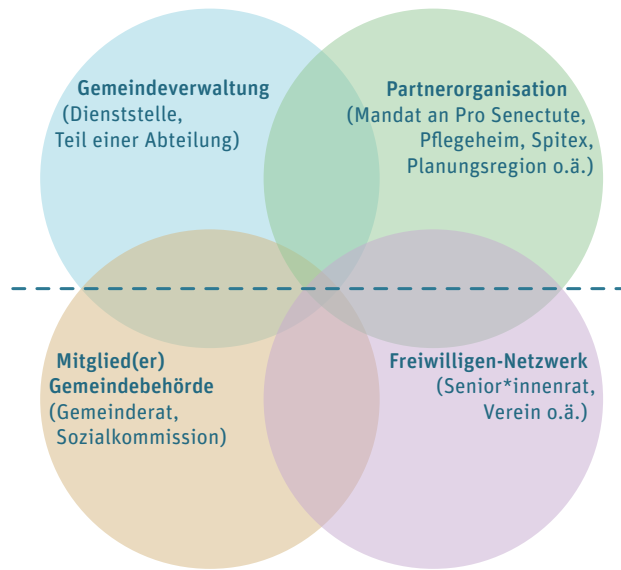 Gemeindeverwaltung
(Dienststelle,
Teil einer Abteilung)
Partnerorganisation
(Mandat an Pro Senectute,
Pflegeheim, Spitex,
Planungsregion o.ä.)
Mitglied(er)
Gemeindebehörde
(Gemeinderat,
Sozialkommission)
Freiwilligen-Netzwerk
(Senior*innenrat,
Verein o.ä.)